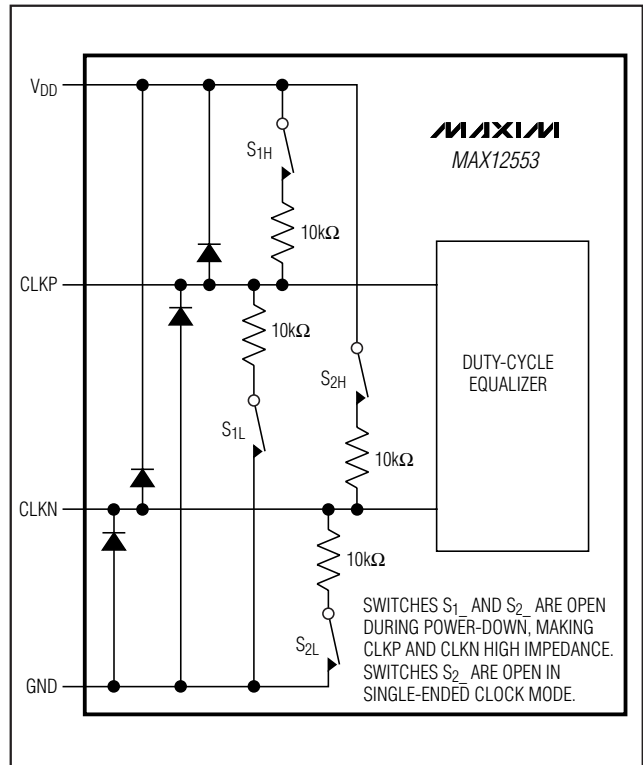 VDD
S1H
MAXIM
MAX12553
10kΩ
CLKP
10kΩ
S2H
DUTY-CYCLE
EQUALIZER
S1L
10kΩ
CLKN
10kΩ
SWITCHES S1_ AND S2_ ARE OPEN
DURING POWER-DOWN, MAKING
CLKP AND CLKN HIGH IMPEDANCE.
SWITCHES S2_ ARE OPEN IN
SINGLE-ENDED CLOCK MODE.
S2L
GND